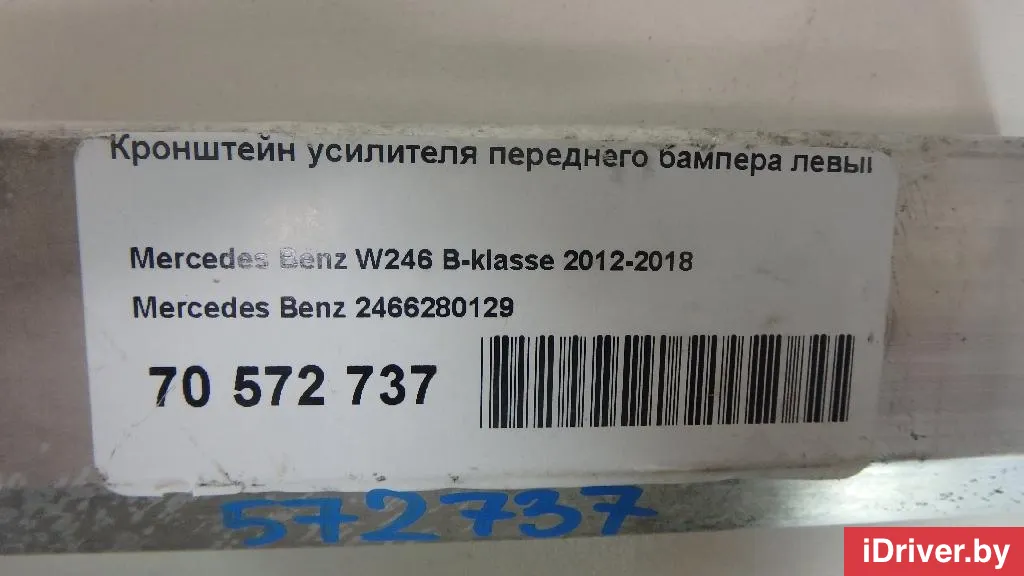 Кронштейн усилителя переднего бампера левы
Mercedes Benz W246 B-klasse 2012-2018
Mercedes Benz 2466280129
70 572 737
572737
iDriver.by